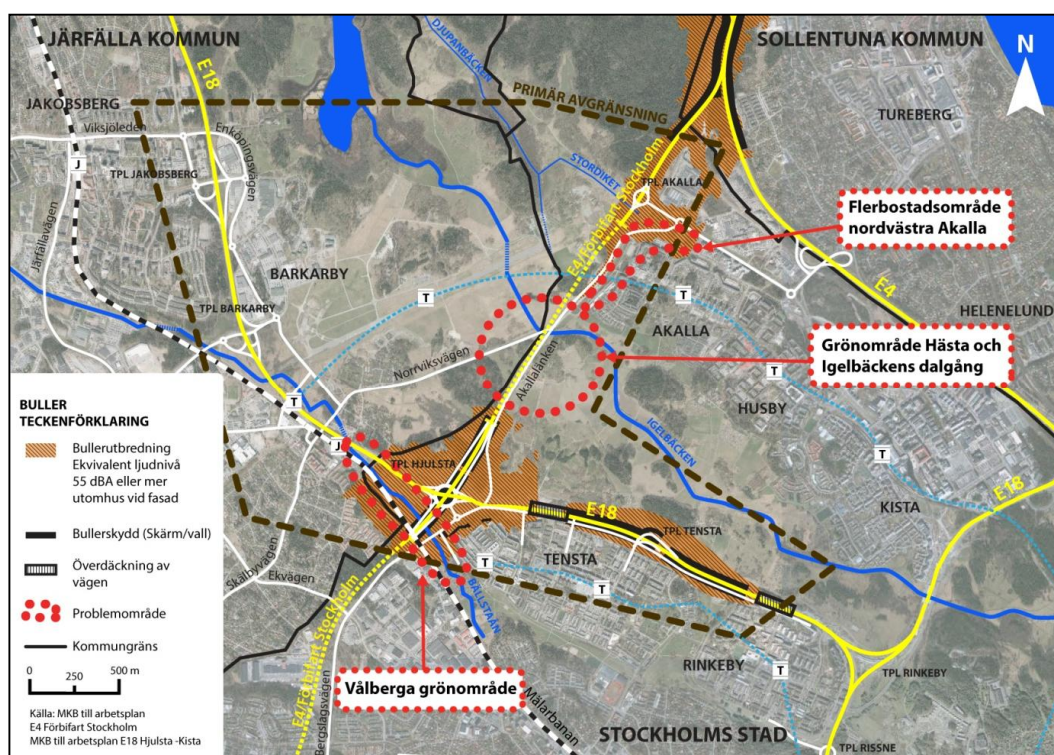 JÄRFÄLLA KOMMUN
SOLLENTUNA KOMMUN
N
E18
DJUPANBÄCKEN
JAKOBSBERG
PRIMÄR AVGRÄNSNING
TUREBERG
Viksjöleden
Enköpingsvägen
J
TPL JAKOBSBERG
STORDIKET
TPL AKALLA
E4/Förbifart Stockholm
Järfällavägen
Flerbostadsområde
nordvästra Akalla
BARKARBY
E4
T
T
TPL BARKARBY
HELENELUND
AKALLA
Norrviksvägen
Akallalänken
Grönområde Hästa och
Igelbäckens dalgång
T
T
HUSBY
IGELBÄCKEN
J
TPL HJULSTA
T
E18
KISTA
E18
TPL TENSTA
T
TENSTA
T
Skälbyvägen
Ekvägen
BÄLLSTAÅN
RINKEBY
T
TPL RINKEBY
E4/Förbifart Stockholm
Bergslagsvägen
Vålberga grönområde
Mälarbanan
STOCKHOLMS STAD
TPL RISSNE
BULLER
TECKENFÖRKLARING
Bullerutbredning
Ekvivalent ljudnivå
55 dBA eller mer
utomhus vid fasad
Bullerskydd (Skärm/vall)
Överdäckning av
vägen
Problemområde
Kommungräns
0 250 500 m
Källa: MKB till arbetsplan
E4 Förbifart Stockholm
MKB till arbetsplan E18 Hjulsta -Kista